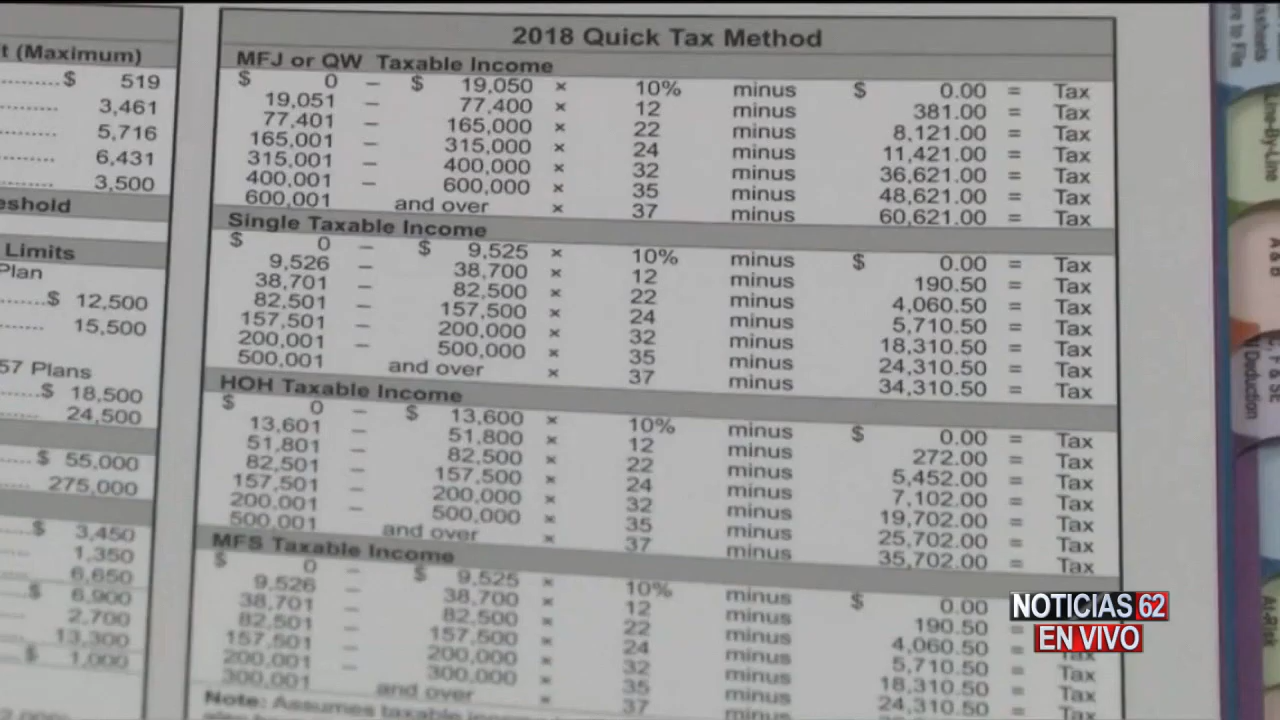 t (Maximum)
..........$ 519
........... 3,461
........... 5,716
........... 6,431
........... 3,500
eshold
Limits
Plan
.......$ 12,500
....... 15,500
57 Plans
.......$ 18,500
........ 24,500
.....$ 55,000
..... 275,000
....$ 3,450
1,350
6,650
$ 6,900
2,700
13,300
$ 1,000
2018 Quick Tax Method
MFJ or QW Taxable Income
$ 0 – $ 19,050 × 10% minus $ 0.00 = Tax
19,051 – 77,400 × 12 minus 381.00 = Tax
77,401 – 165,000 × 22 minus 8,121.00 = Tax
165,001 – 315,000 × 24 minus 11,421.00 = Tax
315,001 – 400,000 × 32 minus 36,621.00 = Tax
400,001 – 600,000 × 35 minus 48,621.00 = Tax
600,001 and over × 37 minus 60,621.00 = Tax
Single Taxable Income
$ 0 – $ 9,525 × 10% minus $ 0.00 = Tax
9,526 – 38,700 × 12 minus 190.50 = Tax
38,701 – 82,500 × 22 minus 4,060.50 = Tax
82,501 – 157,500 × 24 minus 5,710.50 = Tax
157,501 – 200,000 × 32 minus 18,310.50 = Tax
200,001 – 500,000 × 35 minus 24,310.50 = Tax
500,001 and over × 37 minus 34,310.50 = Tax
HOH Taxable Income
$ 0 – $ 13,600 × 10% minus $ 0.00 = Tax
13,601 – 51,800 × 12 minus 272.00 = Tax
51,801 – 82,500 × 22 minus 5,452.00 = Tax
82,501 – 157,500 × 24 minus 7,102.00 = Tax
157,501 – 200,000 × 32 minus 19,702.00 = Tax
200,001 – 500,000 × 35 minus 25,702.00 = Tax
500,001 and over × 37 minus 35,702.00 = Tax
MFS Taxable Income
$ 0 – $ 9,525 × 10% minus $ 0.00 =
9,526 – 38,700 × 12 minus 190.50 =
38,701 – 82,500 × 22 minus 4,060.50 = Tax
82,501 – 157,500 × 24 minus 5,710.50 = Tax
157,501 – 200,000 × 32 minus 18,310.50 = Tax
200,001 – 300,000 × 35 minus 24,310.50 = Tax
300,001 and over × 37 minus
Note: Assumes taxable income
ksheets
re to File
Line-By-Line
A & B
C, F & SE
Deduction
At-Risk
NOTICIAS 62
EN VIVO